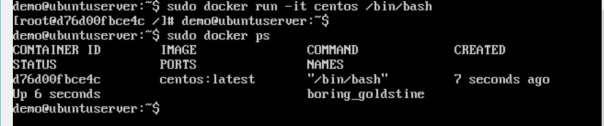 demo@ubuntuserver:~$ sudo docker run -it centos /bin/bash
[root@d76d00fbce4c /]# demo@ubuntuserver:~$
demo@ubuntuserver:~$ sudo docker ps
CONTAINER ID IMAGE COMMAND CREATED
STATUS PORTS NAMES
d76d00fbce4c centos:latest "/bin/bash" 7 seconds ago
Up 6 seconds boring_goldstine
demo@ubuntuserver:~$